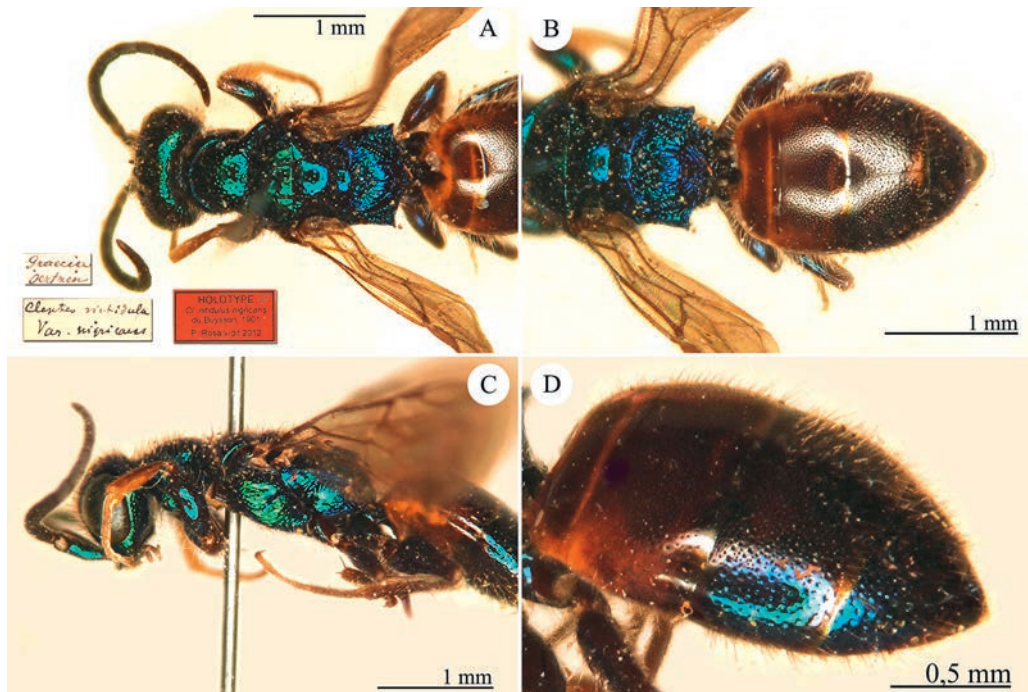 1 mm
A
B
Graecia
Cleptes
Var. nigricans
HOLOTYPE
Cl. nitidulus nigricans
du Buysson, 1901
P. Rosa det 2012
1 mm
C
D
1 mm
0,5 mm